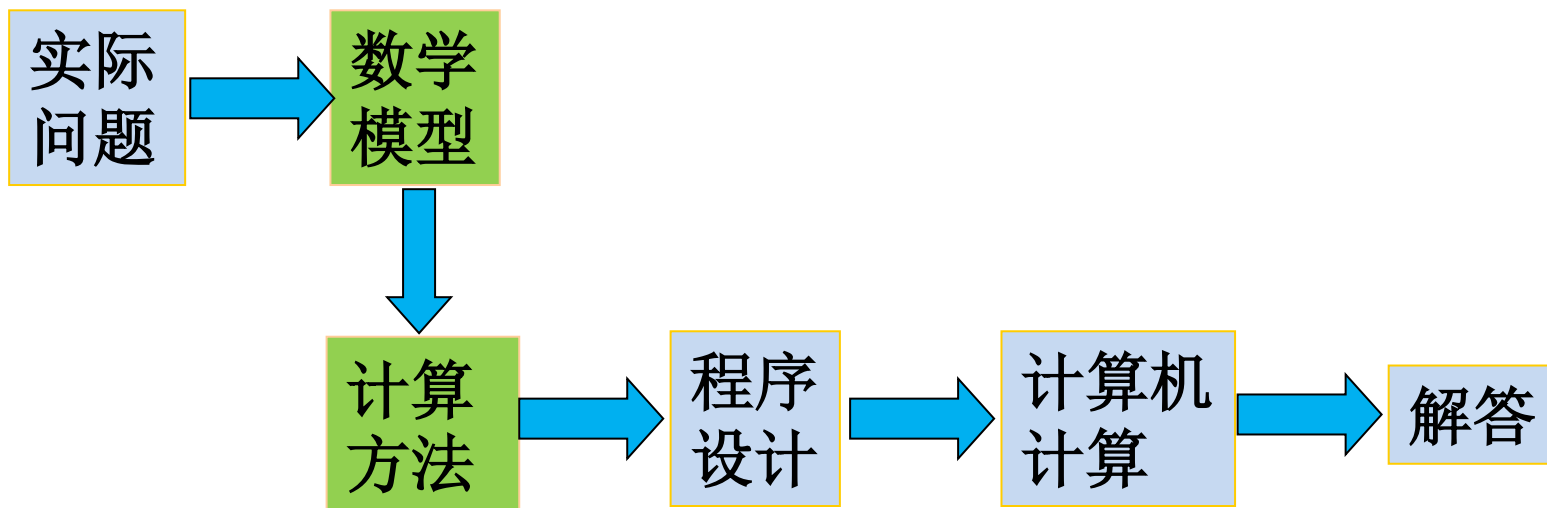 实际
问题
数学
模型
计算
方法
程序
设计
计算机
计算
解答